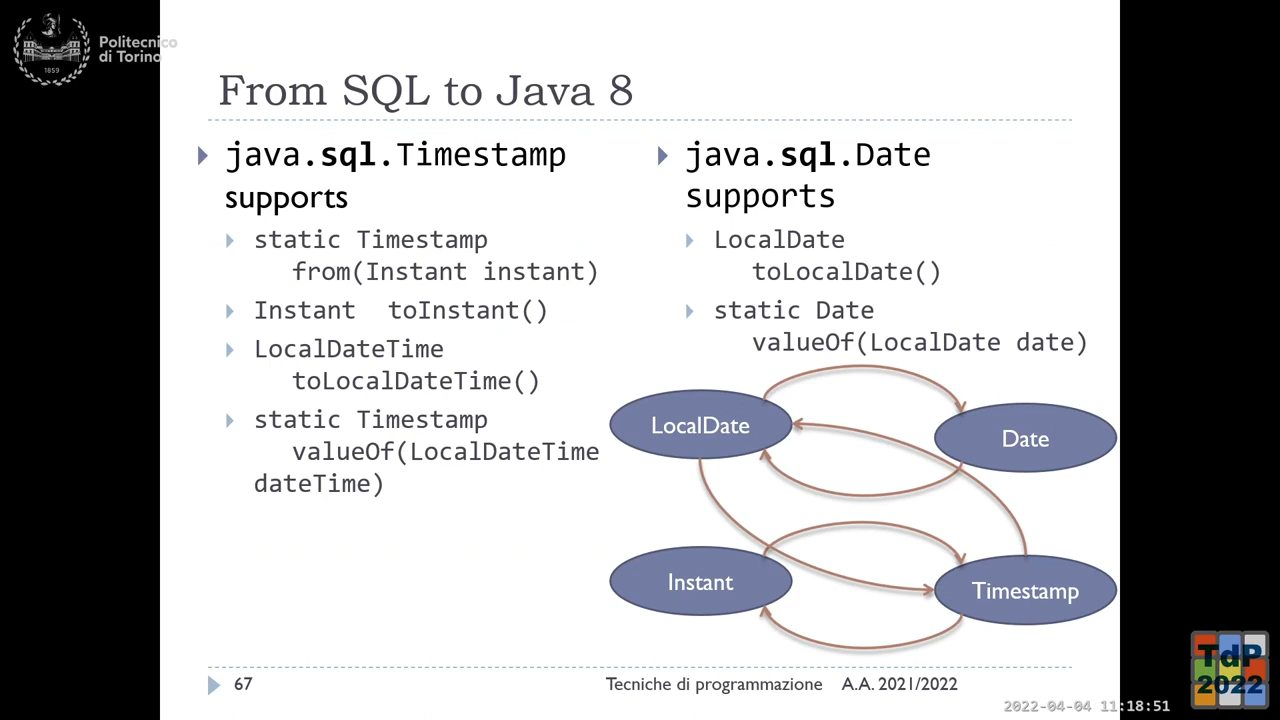 Politecnico
di Torino
1859
From SQL to Java 8
java.sql.Timestamp
supports
static Timestamp
from(Instant instant)
Instant toInstant()
LocalDateTime
toLocalDateTime()
static Timestamp
valueOf(LocalDateTime
dateTime)
java.sql.Date
supports
LocalDate
toLocalDate()
static Date
valueOf(LocalDate date)
LocalDate
Date
Instant
Timestamp
67
Tecniche di programmazione A.A. 2021/2022
TdP
2022
2022-04-04 11:18:51